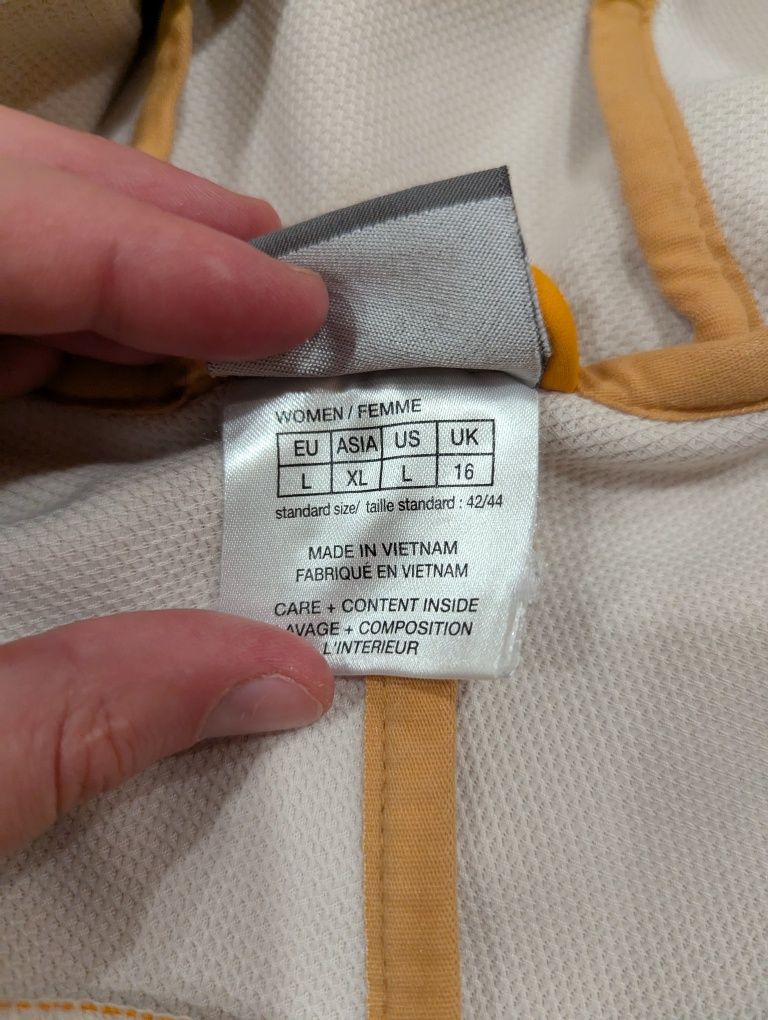 WOMEN / FEMME
EU ASIA US UK
L XL L 16
standard size/ taille standard : 42/44
MADE IN VIETNAM
FABRIQUÉ EN VIETNAM
CARE + CONTENT INSIDE
+ COMPOSITION
L'INTERIEUR